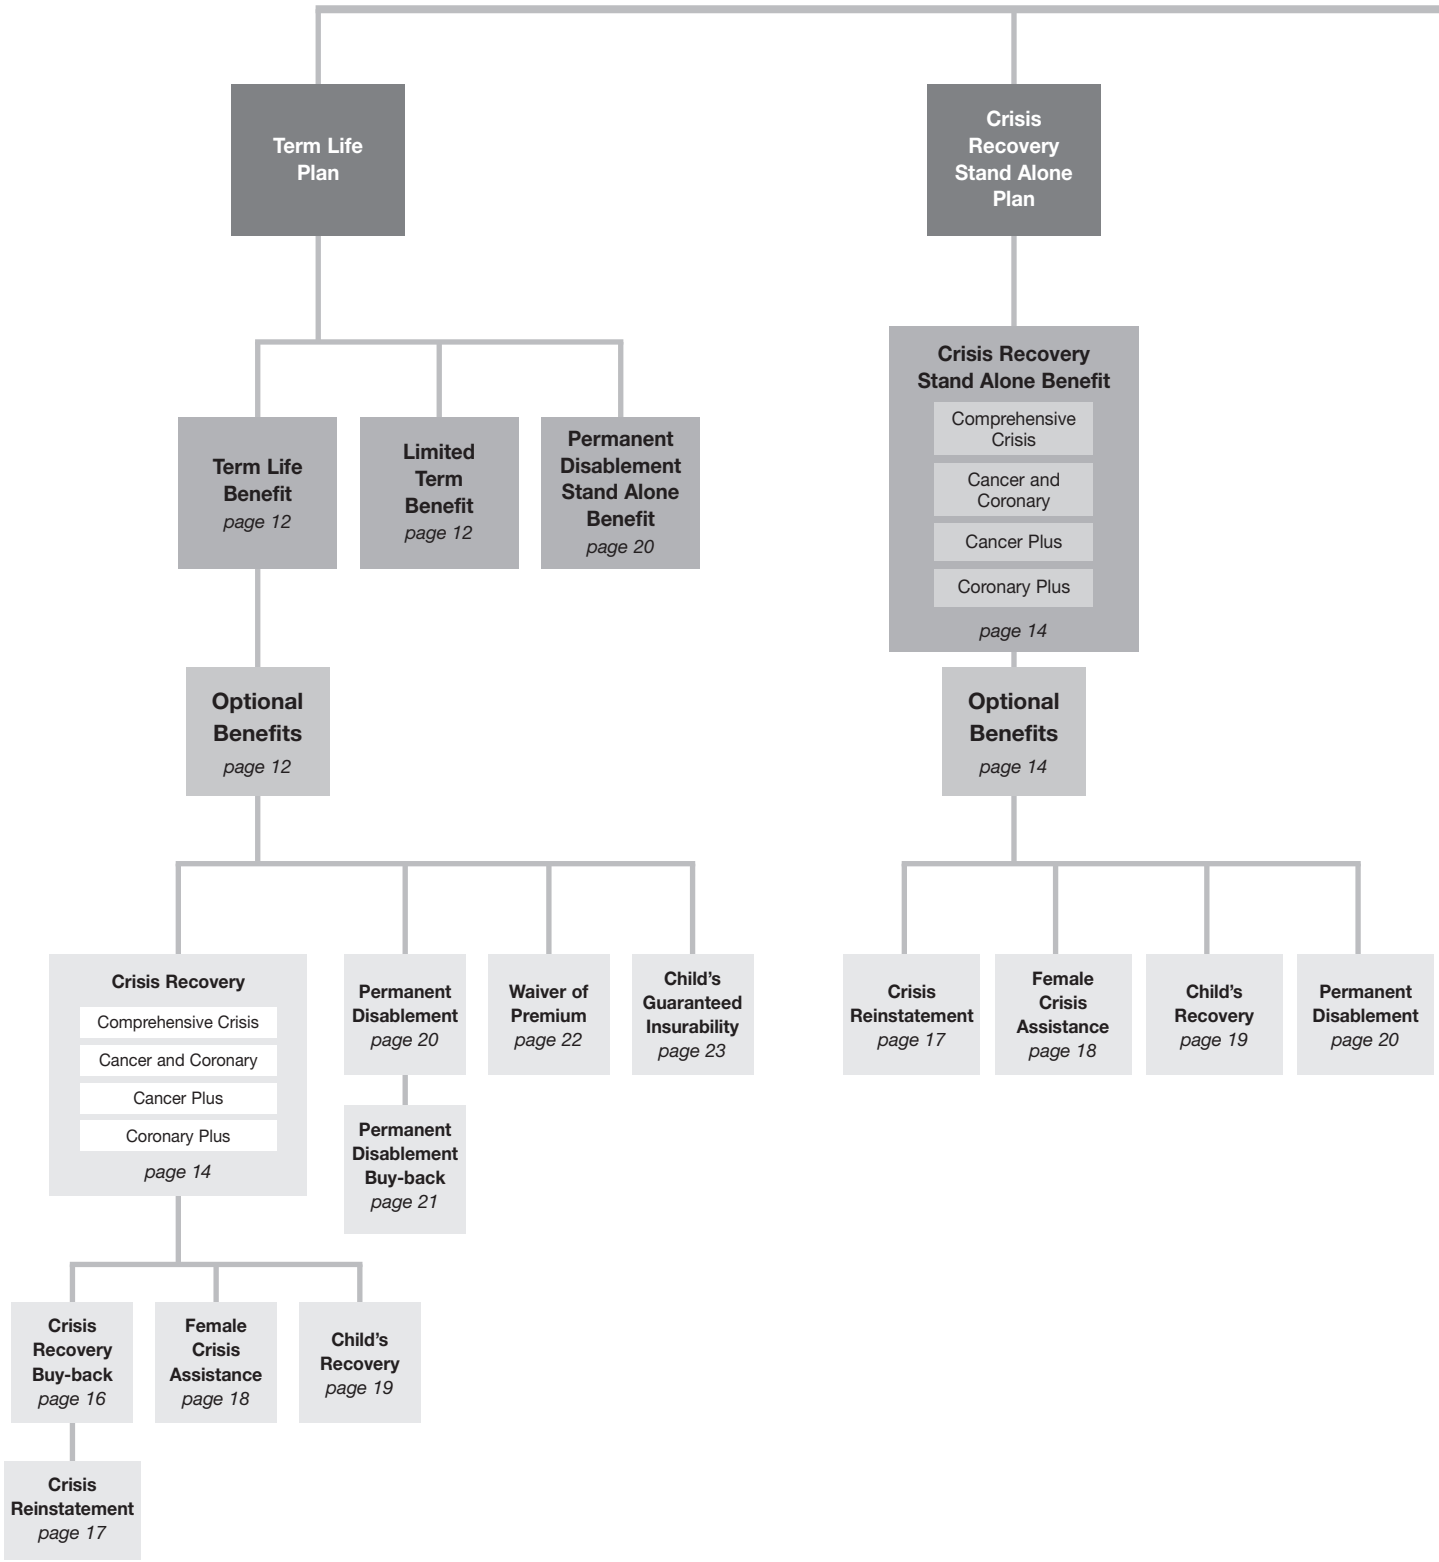 Term Life
Plan
Crisis
Recovery
Stand Alone
Plan
Term Life
Benefit
page 12
Limited
Term
Benefit
page 12
Permanent
Disablement
Stand Alone
Benefit
page 20
Crisis Recovery
Stand Alone Benefit
Comprehensive
Crisis
Cancer and
Coronary
Cancer Plus
Coronary Plus
page 14
Optional
Benefits
page 12
Optional
Benefits
page 14
Crisis Recovery
Comprehensive Crisis
Cancer and Coronary
Cancer Plus
Coronary Plus
page 14
Permanent
Disablement
page 20
Waiver of
Premium
page 22
Child’s
Guaranteed
Insurability
page 23
Permanent
Disablement
Buy-back
page 21
Crisis
Recovery
Buy-back
page 16
Female
Crisis
Assistance
page 18
Child’s
Recovery
page 19
Crisis
Reinstatement
page 17
Crisis
Reinstatement
page 17
Female
Crisis
Assistance
page 18
Child’s
Recovery
page 19
Permanent
Disablement
page 20